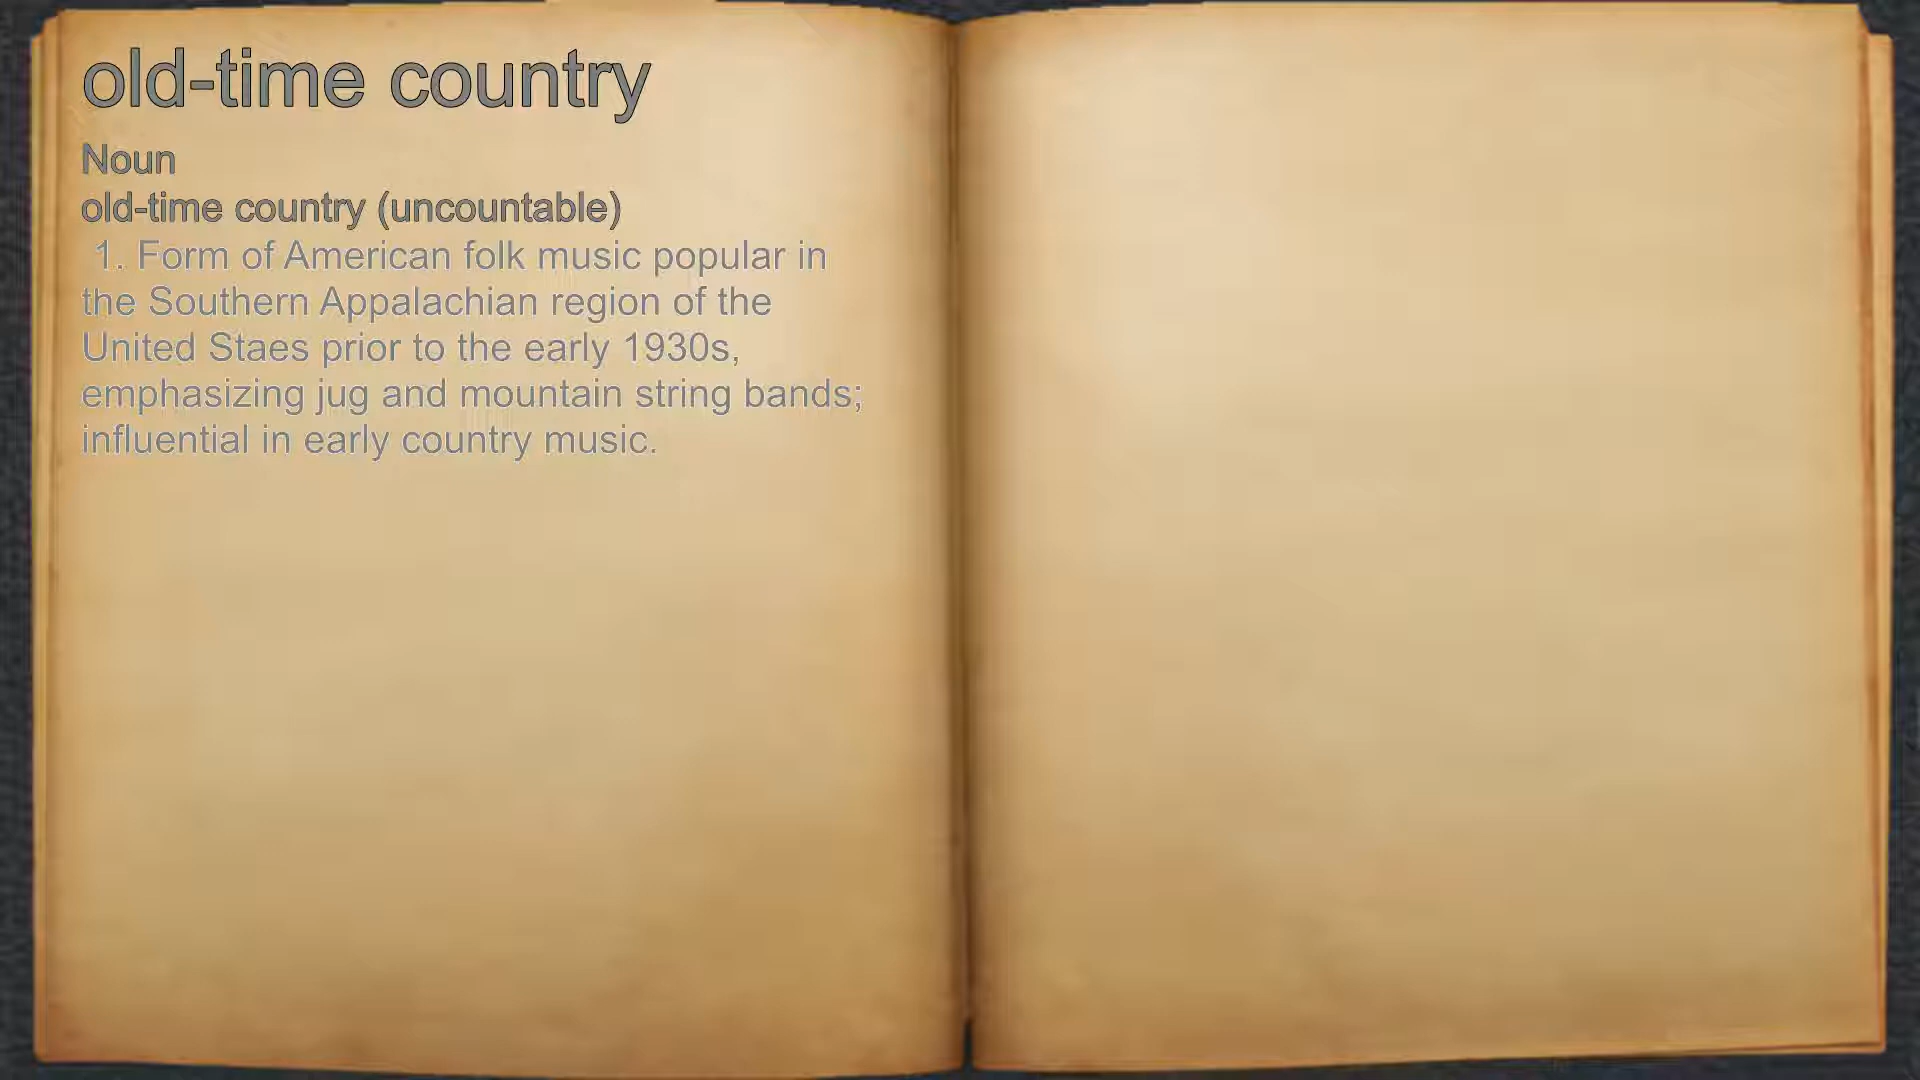 old-time country
Noun
old-time country (uncountable)
1. Form of American folk music popular in
the Southern Appalachian region of the
United Staes prior to the early 1930s,
emphasizing jug and mountain string bands;
influential in early country music.